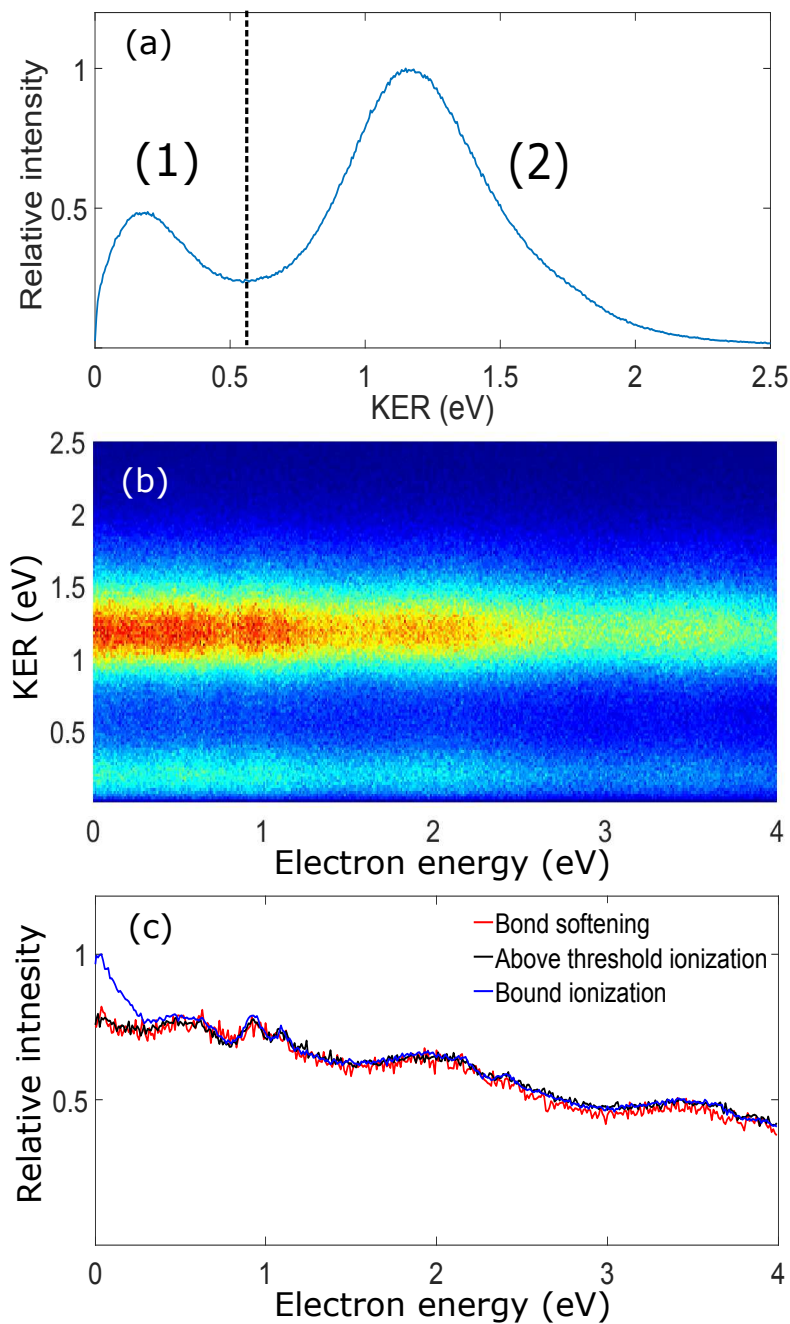 (a)
Relative intensity
1
0.5
(1)
(2)
0
0.5
1
1.5
2
2.5
KER (eV)
(b)
KER (eV)
2.5
2
1.5
1
0.5
0
1
2
3
4
Electron energy (eV)
(c)
Relative intnesity
1
0.5
Bond softening
Above threshold ionization
Bound ionization
0
1
2
3
4
Electron energy (eV)